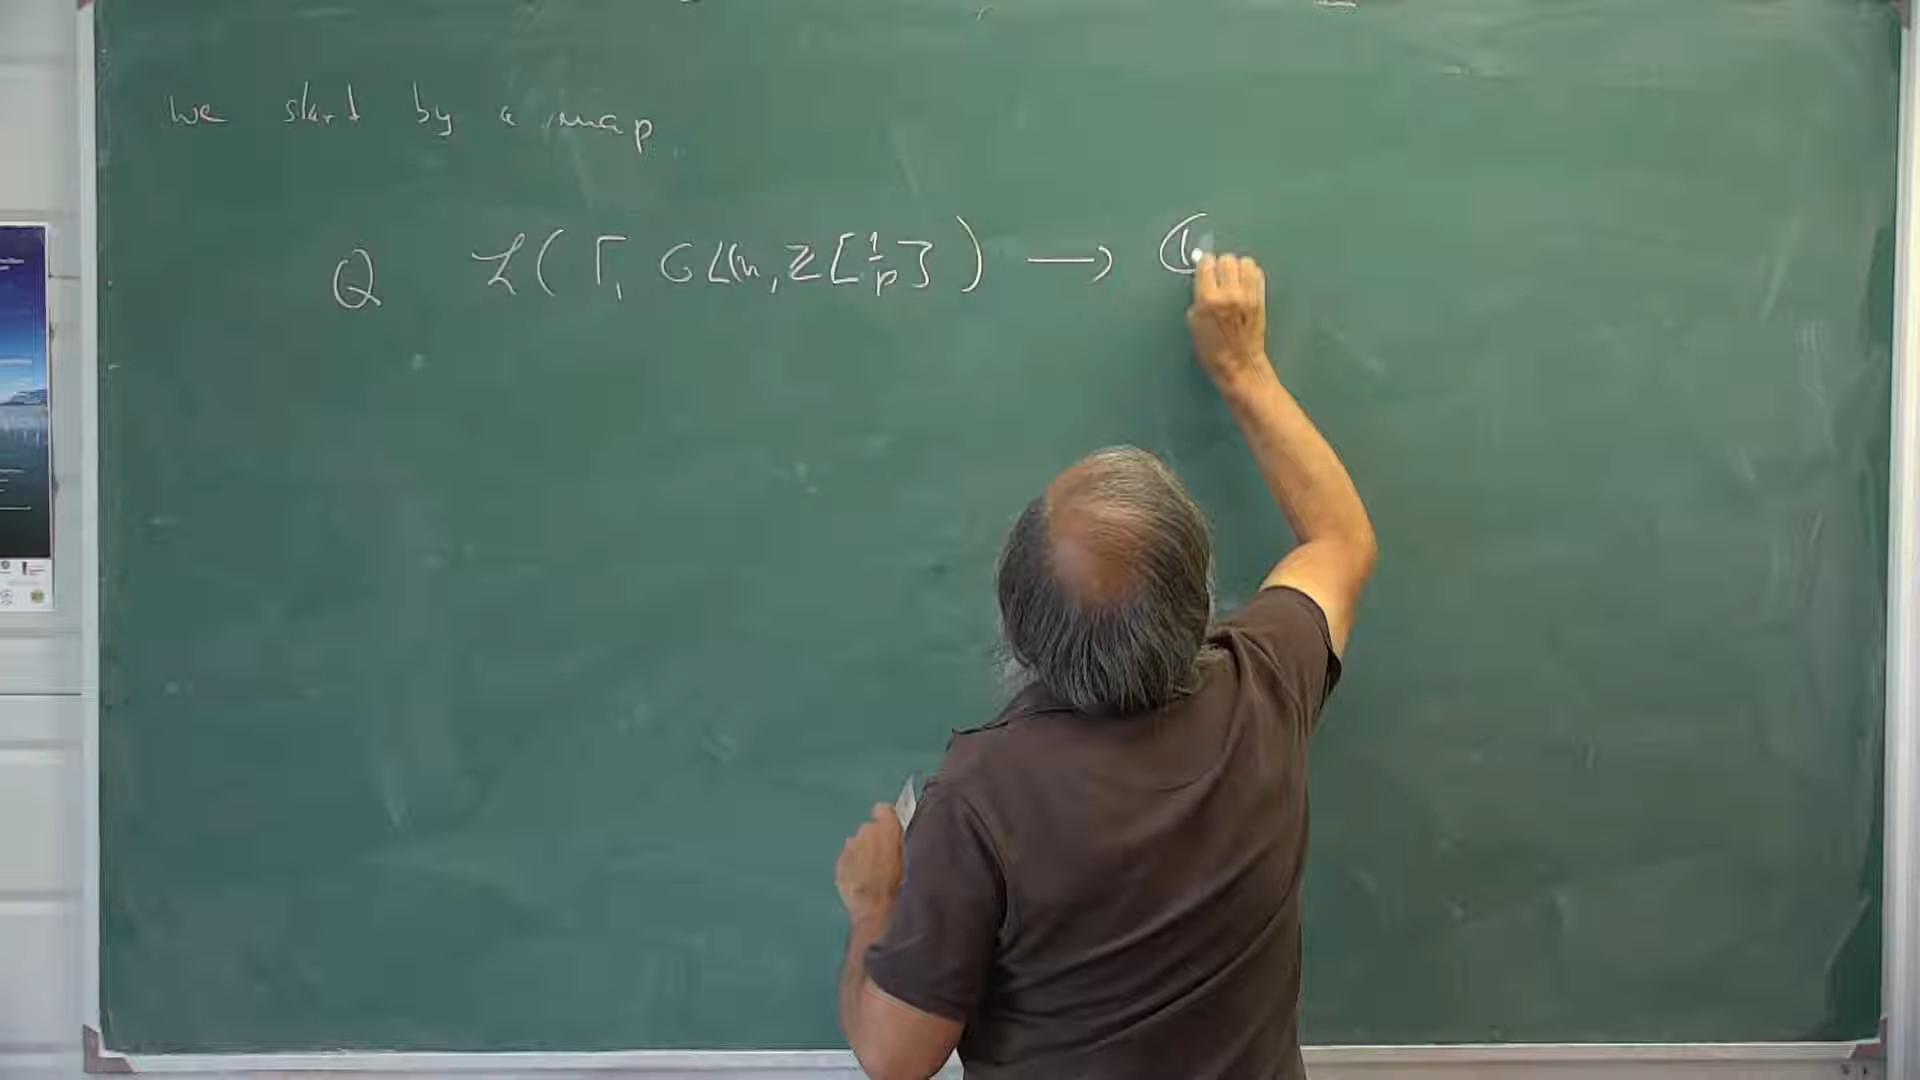 we start by a map
Q ℒ( Γ, GL(n, ℤ[1/p]) ) ⟶ ℂ